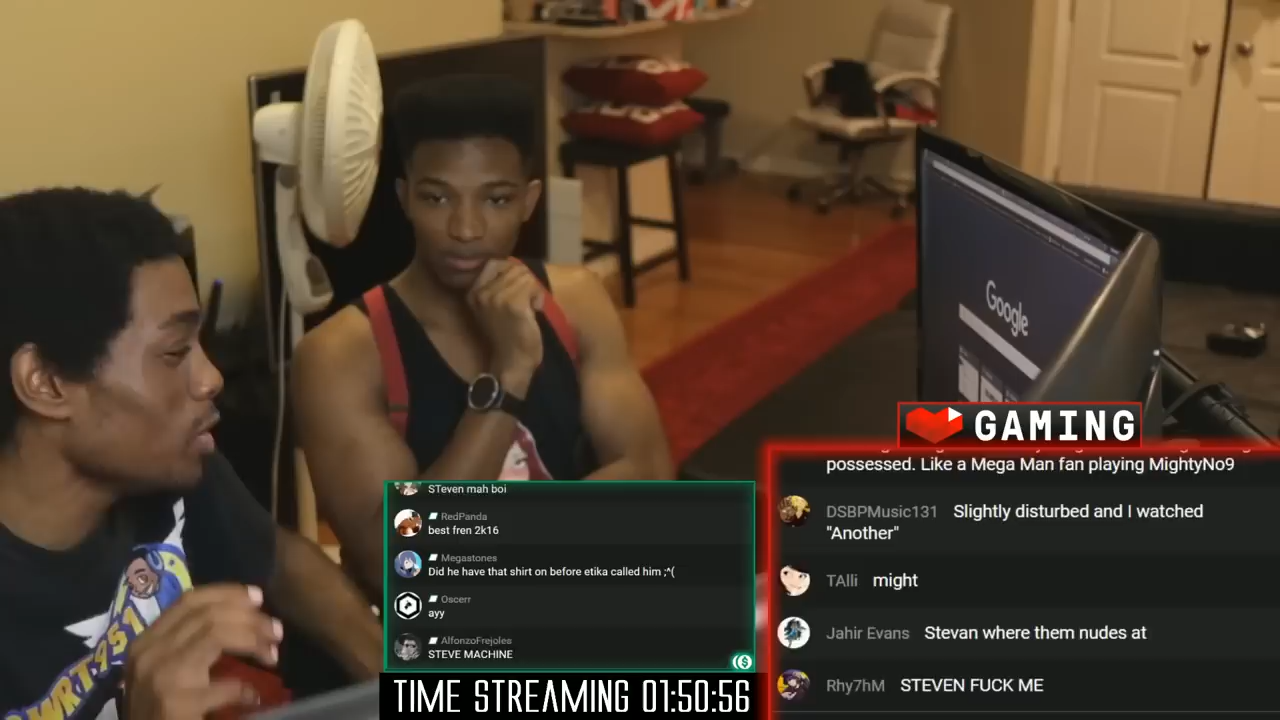 Google
GAMING
possessed. Like a Mega Man fan playing MightyNo9
DSBPMusic131 Slightly disturbed and I watched
"Another"
TAlli might
Jahir Evans Stevan where them nudes at
Rhy7hM STEVEN FUCK ME
STeven mah boi
RedPanda
best fren 2k16
Megastones
Did he have that shirt on before etika called him ;^(
Oscerr
ayy
AlfonzoFrejoles
STEVE MACHINE
TIME STREAMING 01:50:56